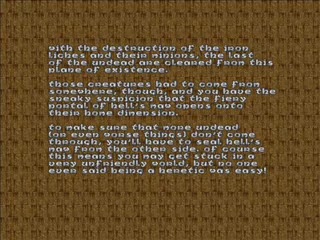 with the destruction of the iron
liches and their minions, the last
of the undead are cleared from this
plane of existence.

those creatures had to come from
somewhere, though, and you have the
sneaky suspicion that the fiery
portal of hell's maw opens onto
their home dimension.

to make sure that more undead
(or even worse things) don't come
through, you'll have to seal hell's
maw from the other side. of course
this means you may get stuck in a
very unfriendly world, but no one
ever said being a heretic was easy!